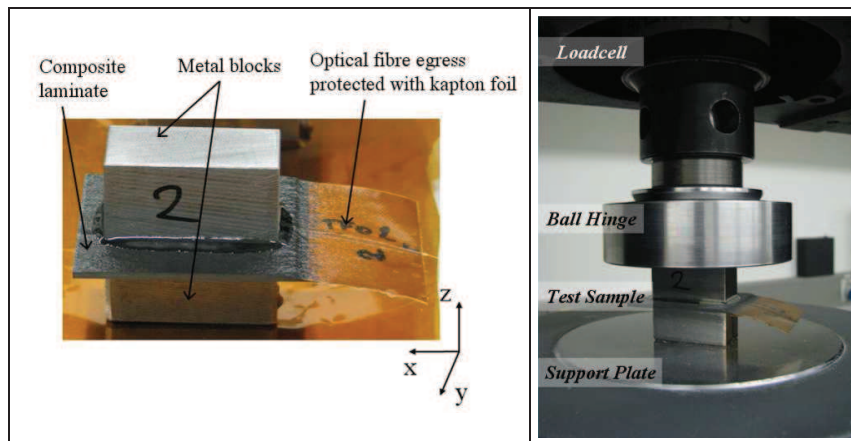 Composite
laminate
Metal blocks
Optical fibre egress
protected with kapton foil
2
z
x
y
Loadcell
Ball Hinge
2
Test Sample
Support Plate